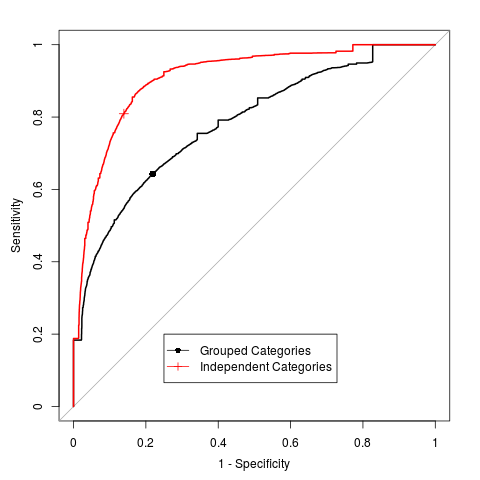 Sensitivity
1
0.8
0.6
0.4
0.2
0
Grouped Categories
Independent Categories
0 0.2 0.4 0.6 0.8 1
1 - Specificity